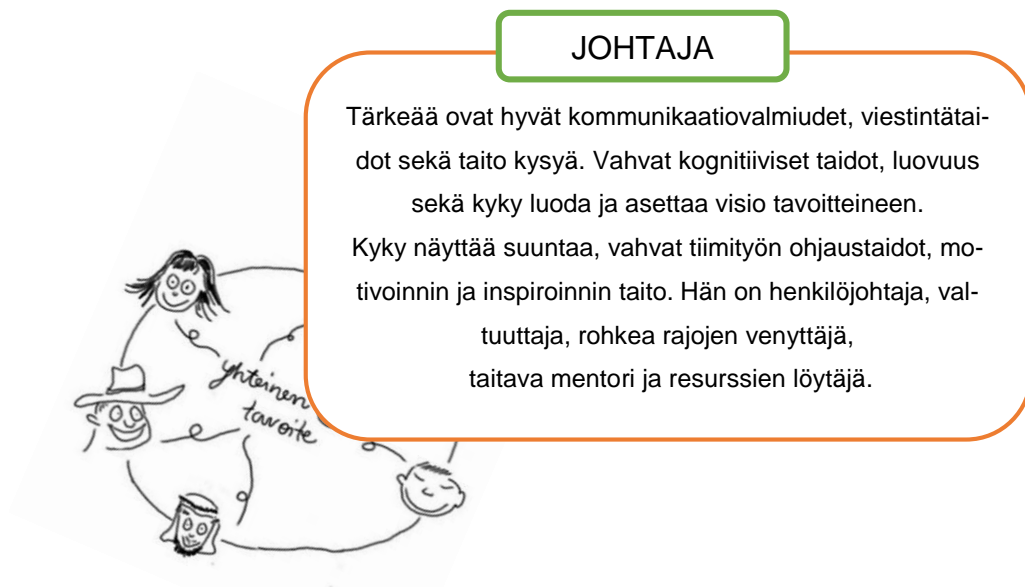 JOHTAJA
Tärkeää ovat hyvät kommunikaatiovalmiudet, viestintätai-
dot sekä taito kysyä. Vahvat kognitiiviset taidot, luovuus
sekä kyky luoda ja asettaa visio tavoitteineen.
Kyky näyttää suuntaa, vahvat tiimityön ohjaustaidot, mo-
tivoinnin ja inspiroinnin taito. Hän on henkilöjohtaja, val-
tuuttaja, rohkea rajojen venyttäjä,
taitava mentori ja resurssien löytäjä.
yhteinen
tavoite